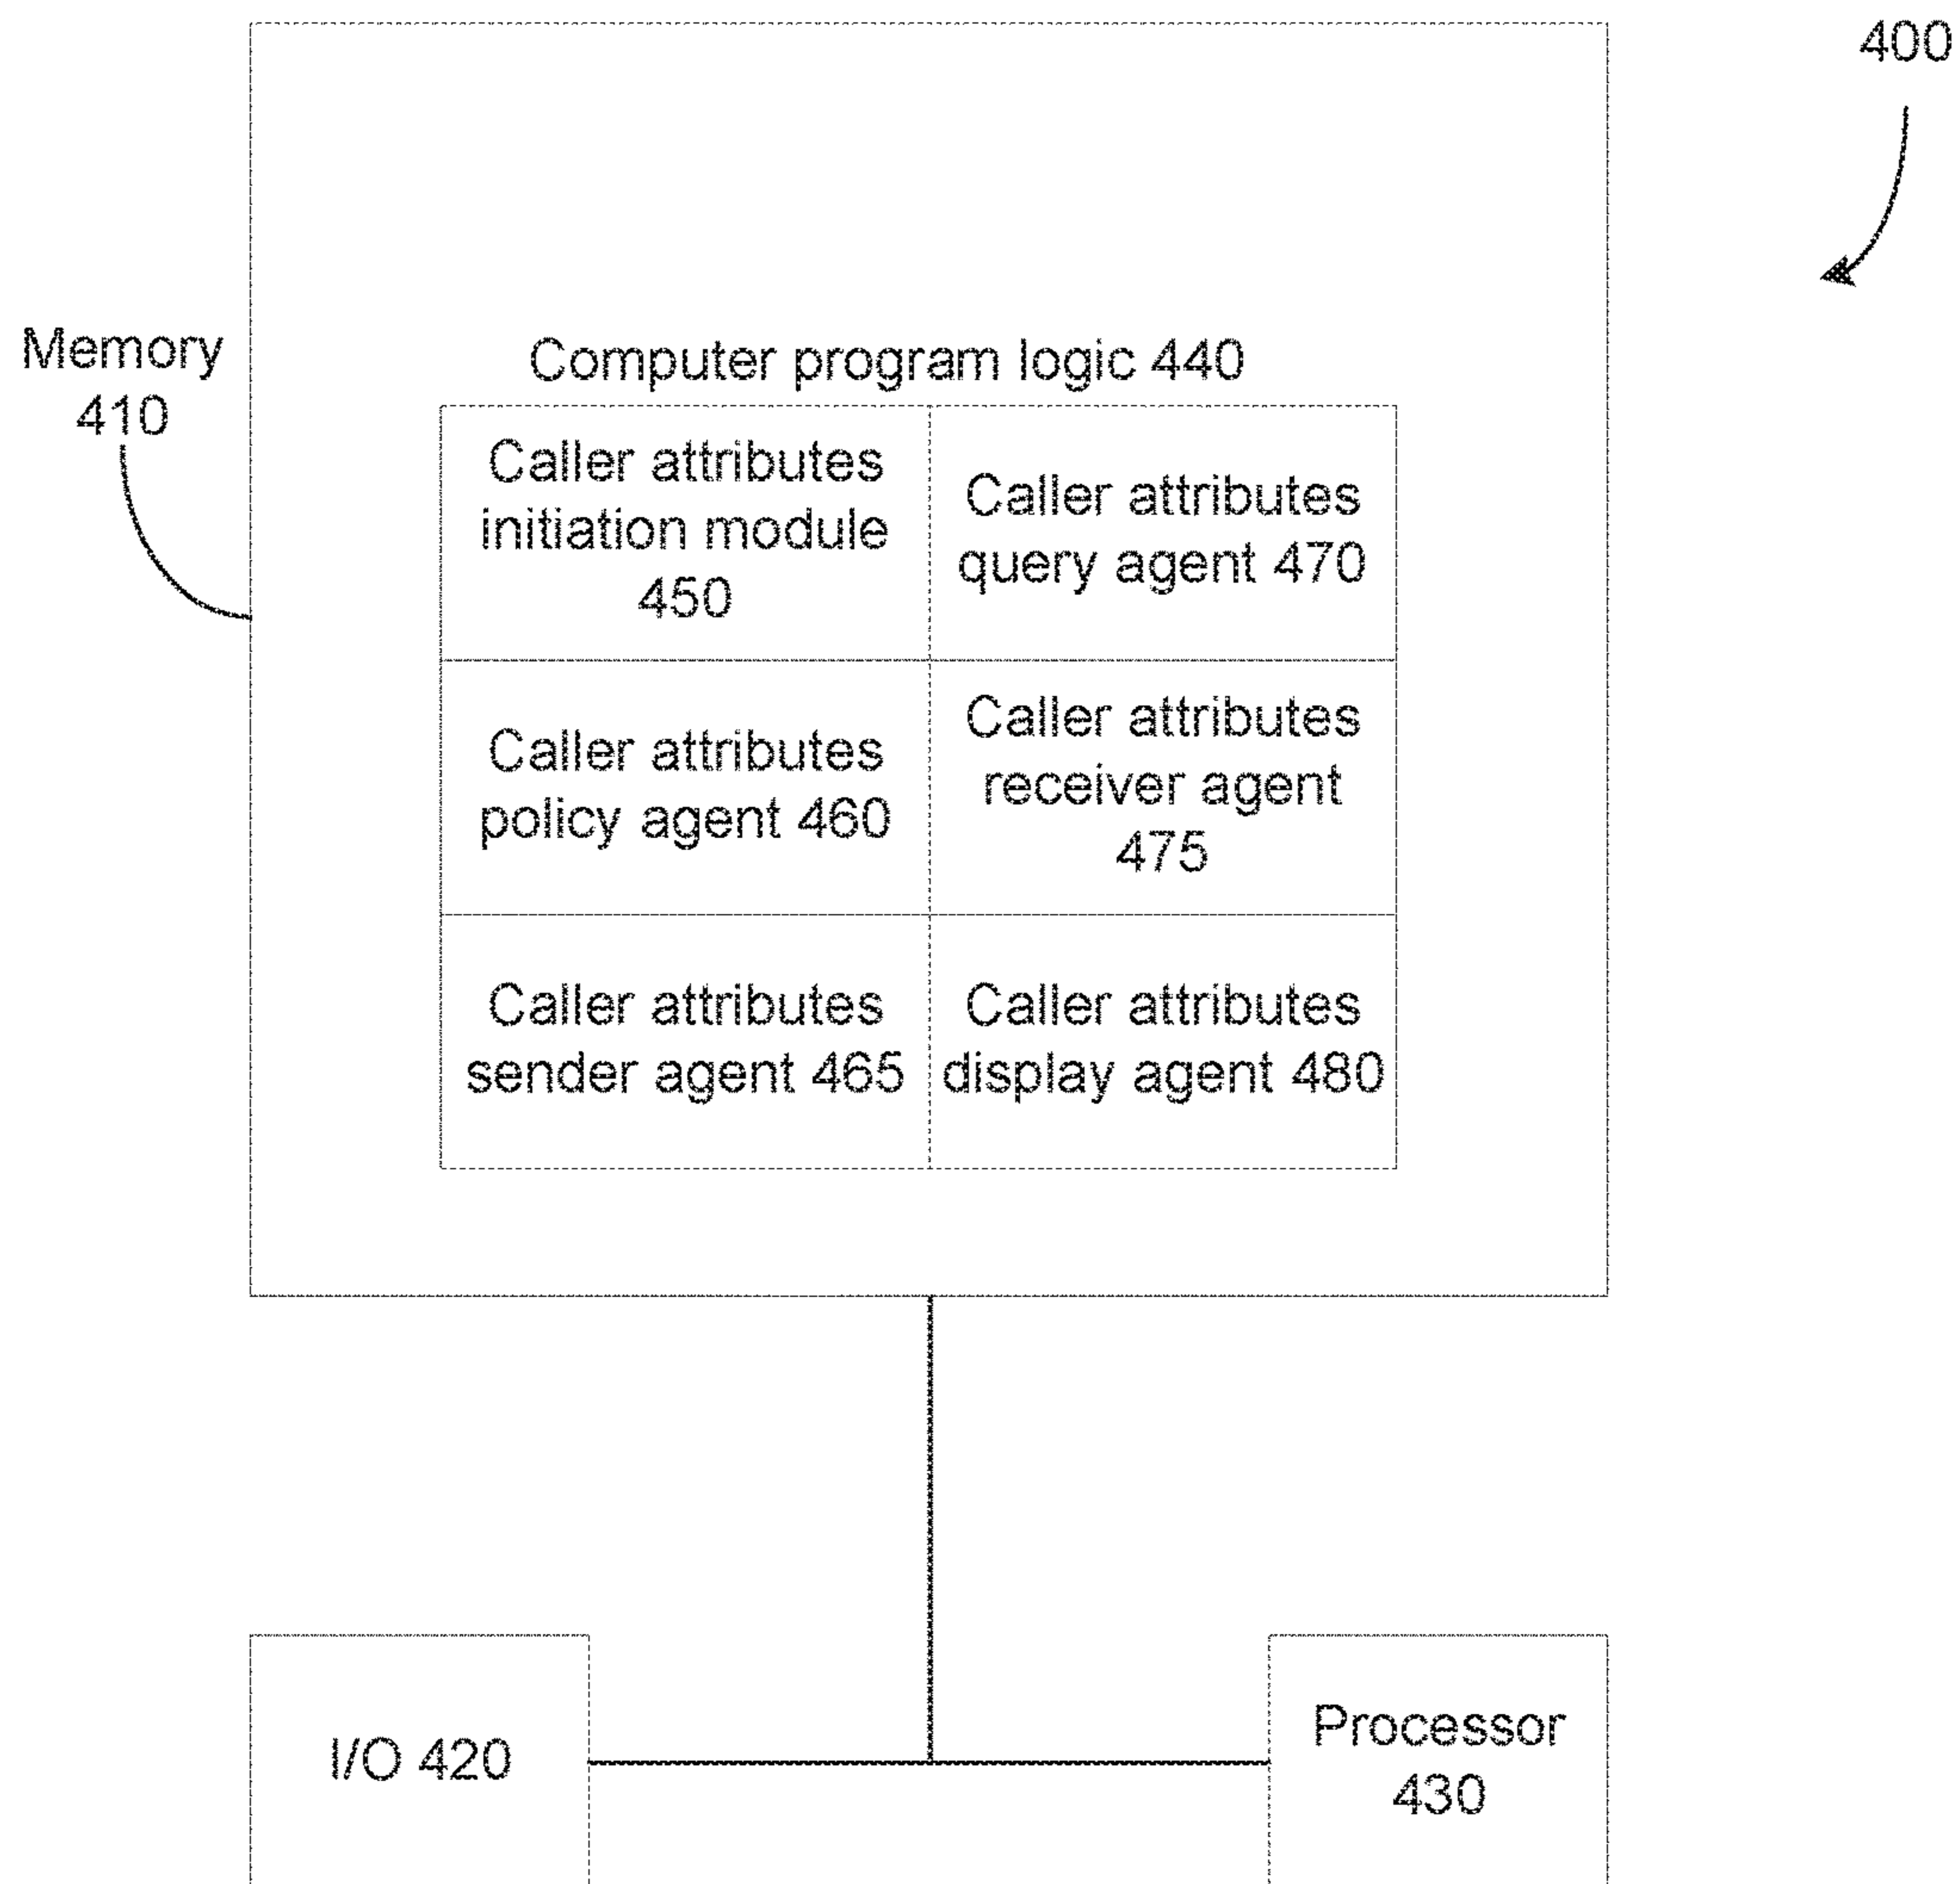 400
Memory
410
Computer program logic 440
Caller attributes
initiation module
450
Caller attributes
query agent 470
Caller attributes
policy agent 460
Caller attributes
receiver agent
475
Caller attributes
sender agent 465
Caller attributes
display agent 480
I/O 420
Processor
430